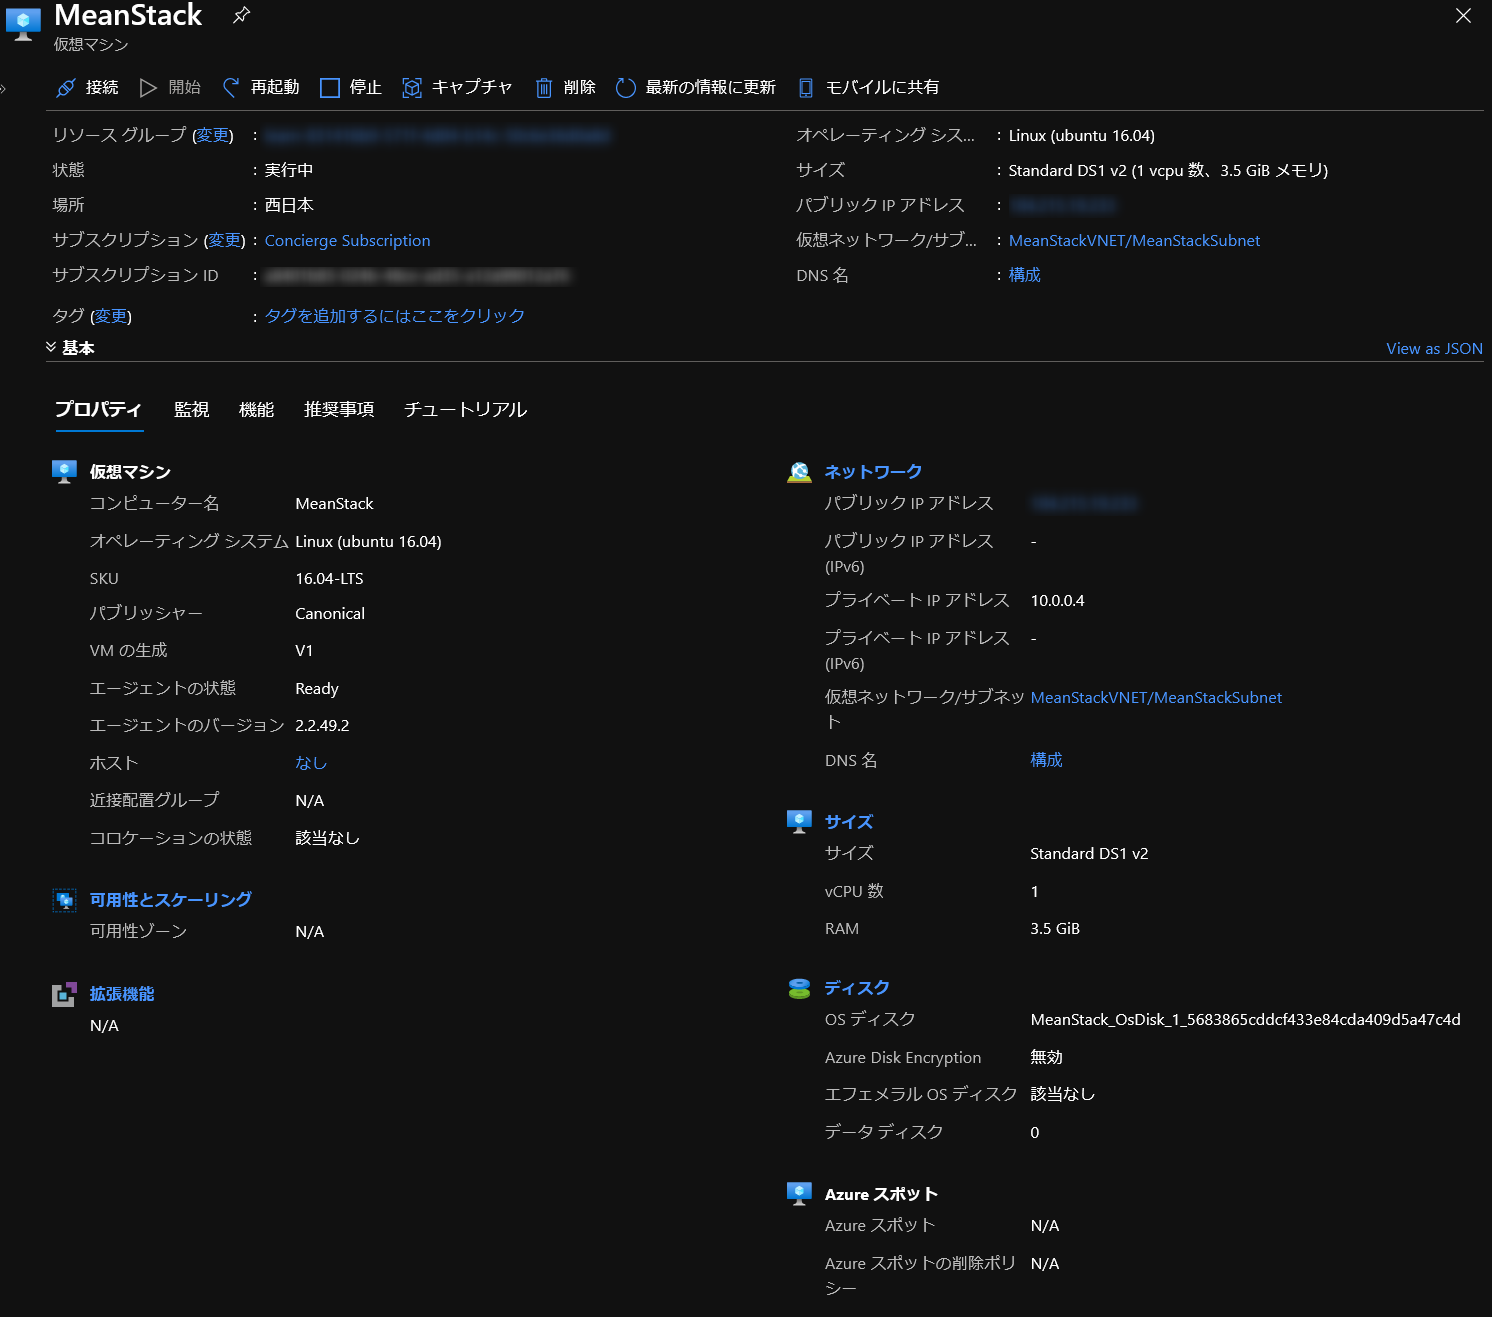 MeanStack
仮想マシン
接続 開始 再起動 停止 キャプチャ 削除 最新の情報に更新 モバイルに共有
リソース グループ (変更) :
状態 : 実行中
場所 : 西日本
サブスクリプション (変更) : Concierge Subscription
サブスクリプション ID :
タグ (変更) : タグを追加するにはここをクリック
オペレーティング シス... : Linux (ubuntu 16.04)
サイズ : Standard DS1 v2 (1 vcpu 数、3.5 GiB メモリ)
パブリック IP アドレス :
仮想ネットワーク/サブ... : MeanStackVNET/MeanStackSubnet
DNS 名 : 構成
基本
View as JSON
プロパティ 監視 機能 推奨事項 チュートリアル
仮想マシン
コンピューター名 MeanStack
オペレーティング システム Linux (ubuntu 16.04)
SKU 16.04-LTS
パブリッシャー Canonical
VM の生成 V1
エージェントの状態 Ready
エージェントのバージョン 2.2.49.2
ホスト なし
近接配置グループ N/A
コロケーションの状態 該当なし
可用性とスケーリング
可用性ゾーン N/A
拡張機能
N/A
ネットワーク
パブリック IP アドレス
パブリック IP アドレス -
(IPv6)
プライベート IP アドレス 10.0.0.4
プライベート IP アドレス -
(IPv6)
仮想ネットワーク/サブネッ MeanStackVNET/MeanStackSubnet
ト
DNS 名 構成
サイズ
サイズ Standard DS1 v2
vCPU 数 1
RAM 3.5 GiB
ディスク
OS ディスク MeanStack_OsDisk_1_5683865cddcf433e84cda409d5a47c4d
Azure Disk Encryption 無効
エフェメラル OS ディスク 該当なし
データ ディスク 0
Azure スポット
Azure スポット N/A
Azure スポットの削除ポリ N/A
シー